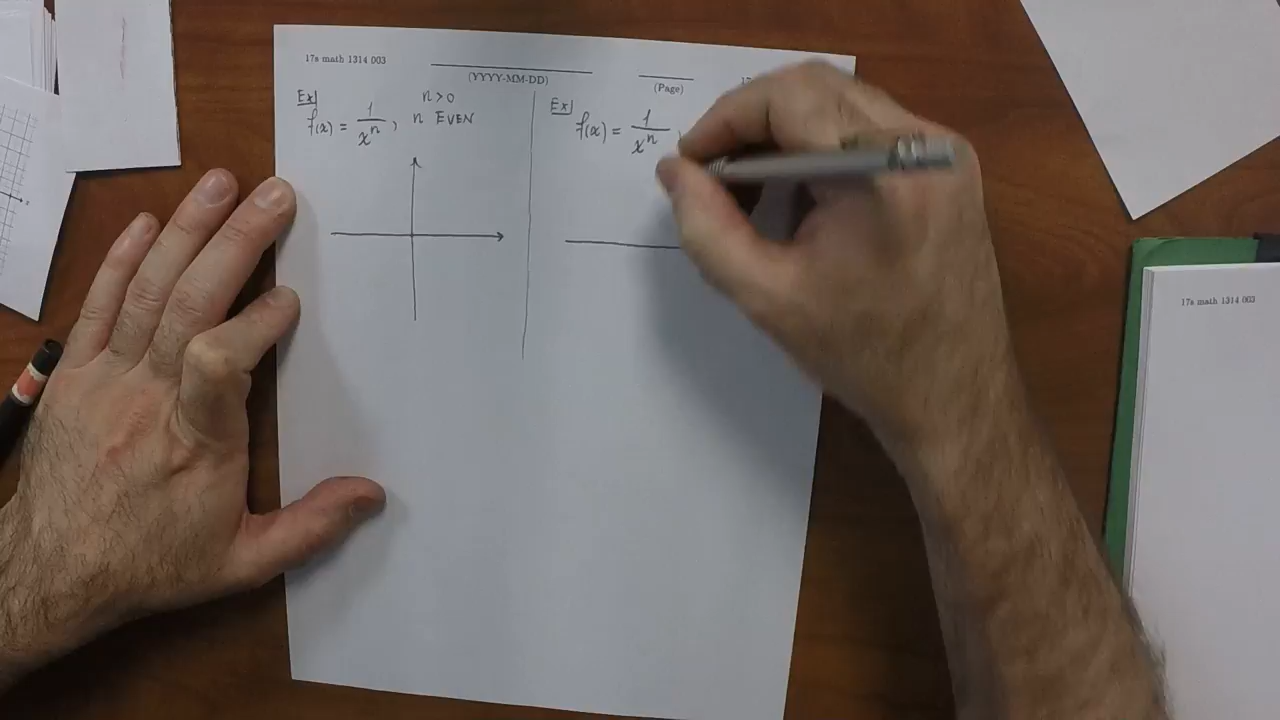 17s math 1314 003
(YYYY-MM-DD)
(Page)
Ex
n > 0
f(x) = 1/x^n , n EVEN
Ex
f(x) = 1/x^n ,
17s math 1314 003